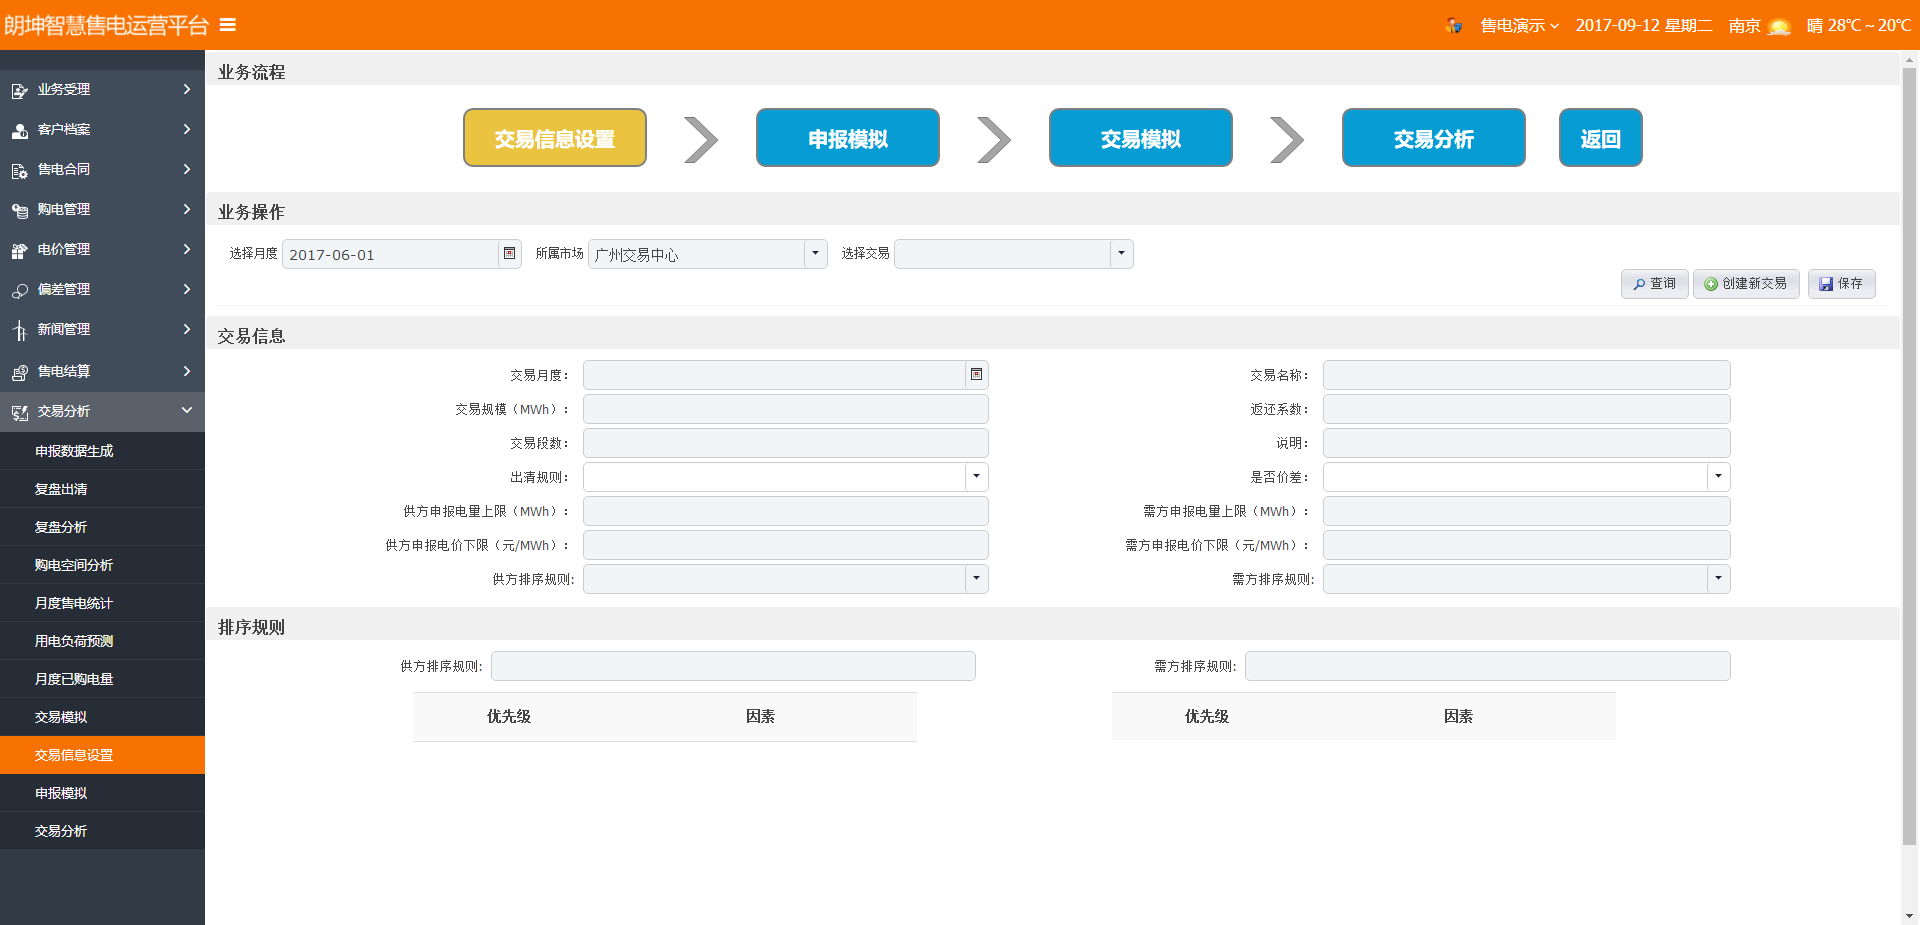 朗坤智慧售电运营平台
售电演示 2017-09-12 星期二 南京 晴 28℃ ~ 20℃
业务受理
客户档案
售电合同
购电管理
电价管理
偏差管理
新闻管理
售电结算
交易分析
申报数据生成
复盘出清
复盘分析
购电空间分析
月度售电统计
用电负荷预测
月度已购电量
交易模拟
交易信息设置
申报模拟
交易分析
业务流程
交易信息设置 申报模拟 交易模拟 交易分析 返回
业务操作
选择月度 2017-06-01 所属市场 广州交易中心 选择交易
查询 创建新交易 保存
交易信息
交易月度： 交易名称：
交易规模（MWh）： 返还系数：
交易段数： 说明：
出清规则： 是否价差：
供方申报电量上限（MWh）： 需方申报电量上限（MWh）：
供方申报电价下限（元/MWh）： 需方申报电价下限（元/MWh）：
供方排序规则: 需方排序规则:
排序规则
供方排序规则: 需方排序规则:
优先级 因素 优先级 因素